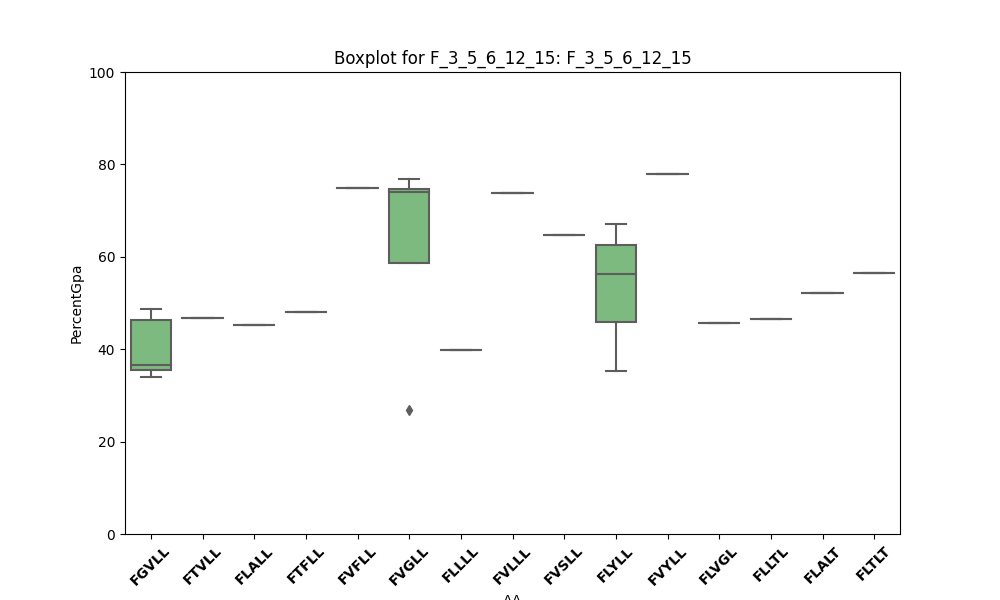 Boxplot for F_3_5_6_12_15: F_3_5_6_12_15
100
80
60
40
20
0
PercentGpa
FGVLL
FTVLL
FLALL
FTFLL
FVFLL
FVGLL
FLLLL
FVLLL
FVSLL
FLYLL
FVYLL
FLVGL
FLLTL
FLALT
FLTLT
AA